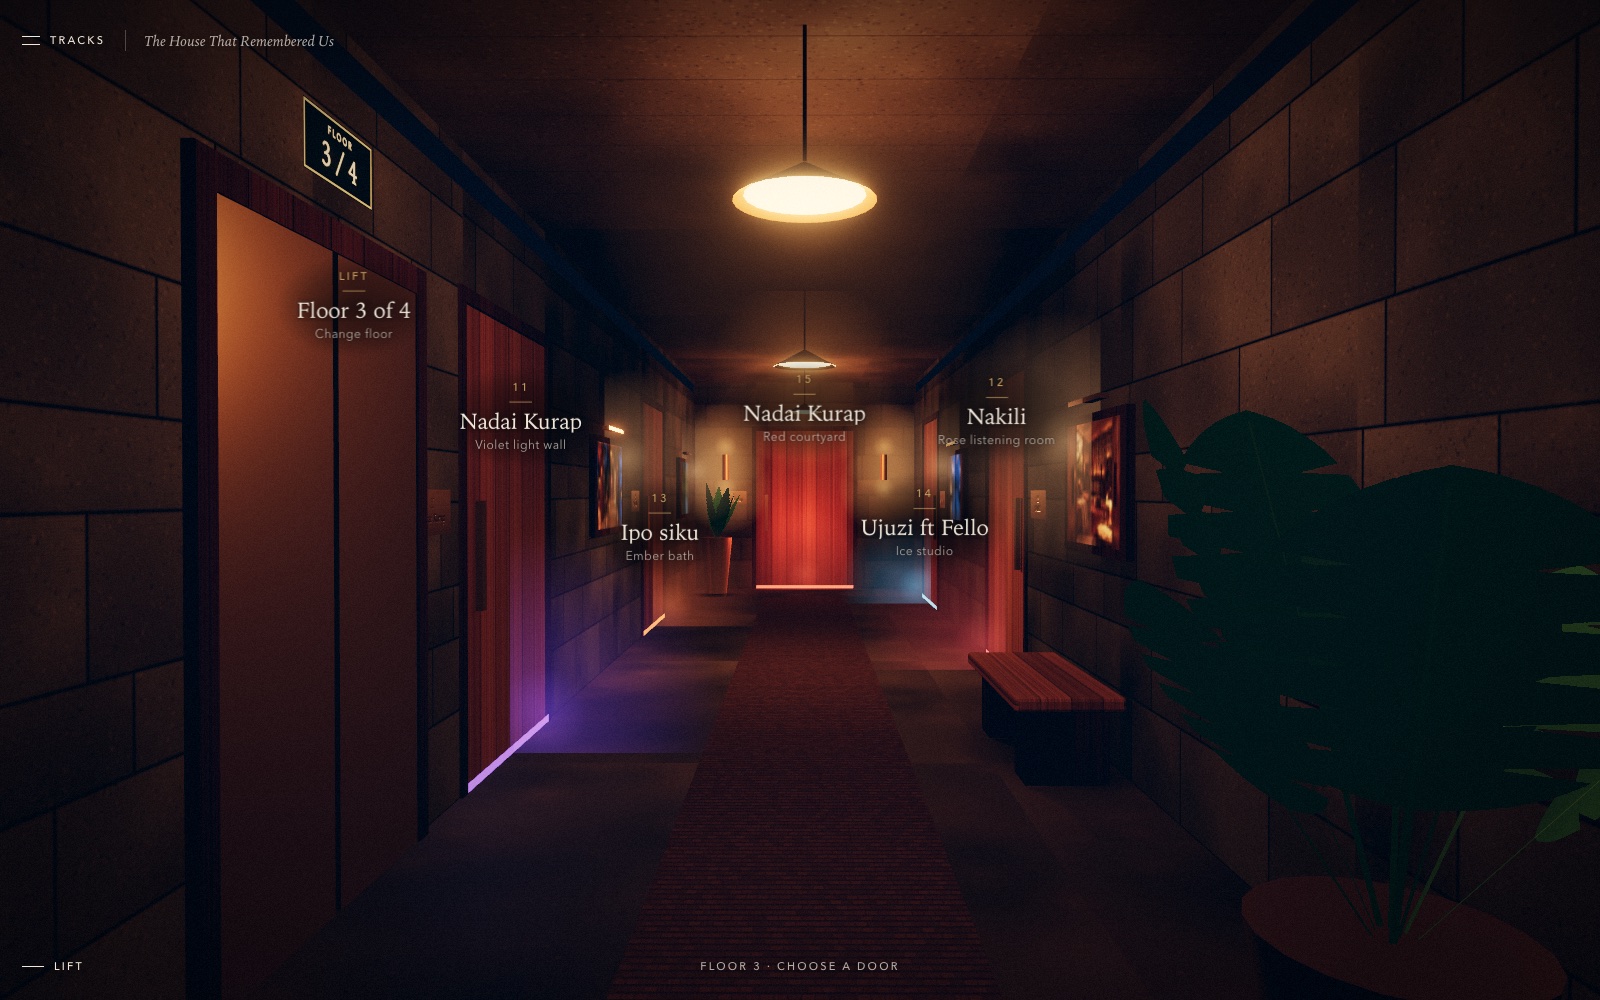 TRACKS
The House That Remembered Us
FLOOR
3/4
LIFT
Floor 3 of 4
Change floor
11
Nadai Kurap
Violet light wall
15
Nadai Kurap
Red courtyard
12
Nakili
Rose listening room
13
Ipo siku
Ember bath
14
Ujuzi ft Fello
Ice studio
LIFT
FLOOR 3 · CHOOSE A DOOR